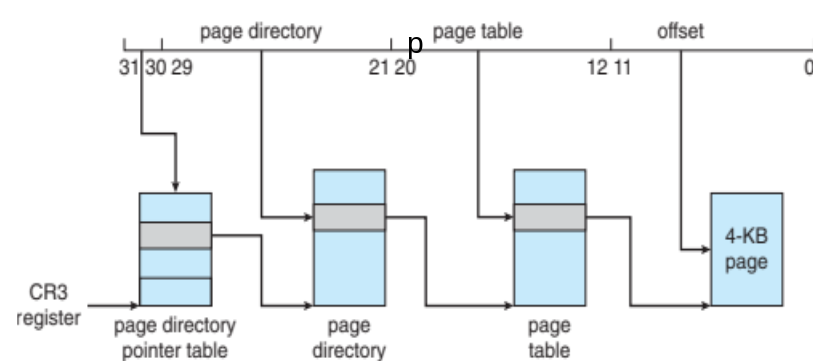 page directory
p
page table
offset
31 30 29
21 20
12 11
0
4-KB
page
CR3
register
page directory
pointer table
page
directory
page
table